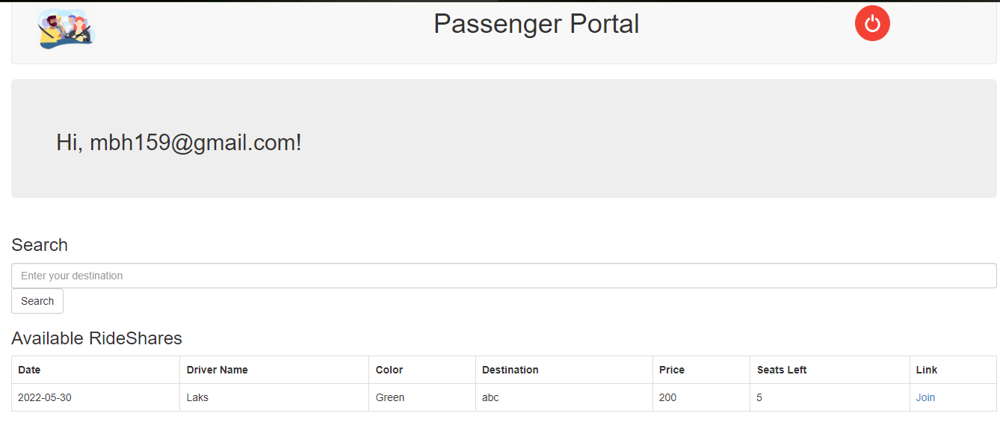 Passenger Portal
Hi, mbh159@gmail.com!
Search
Enter your destination
Search
Available RideShares
Date Driver Name Color Destination Price Seats Left Link
2022-05-30 Laks Green abc 200 5 Join